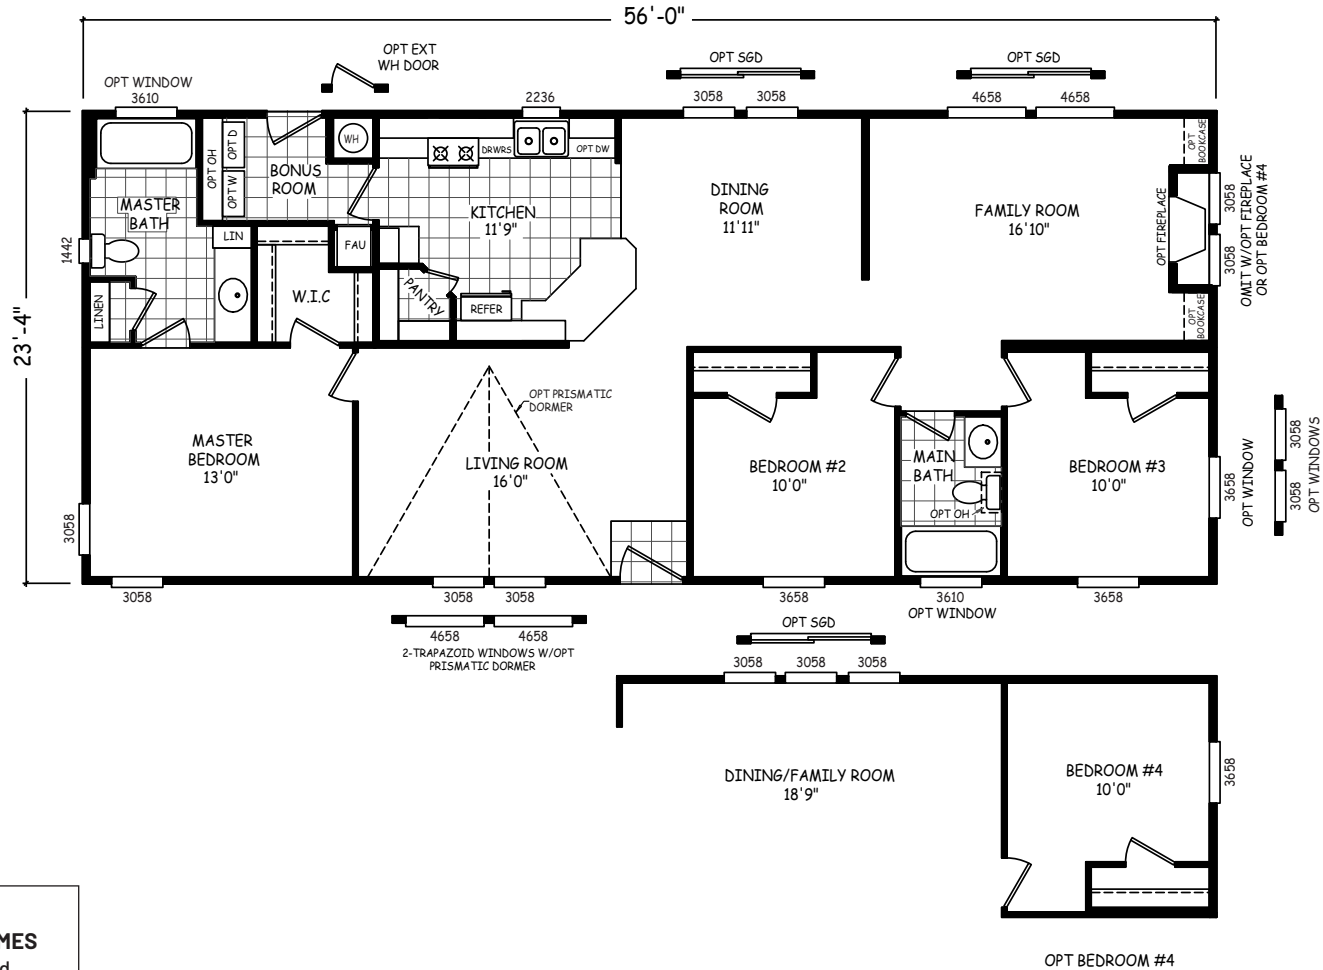 56'-0"
OPT EXT
WH DOOR
OPT SGD
OPT SGD
OPT WINDOW
3610
2236
3058
3058
4658
4658
OPT OH
OPT D
OPT W
BONUS
ROOM
WH
DRWRS
OPT DW
MASTER
BATH
KITCHEN
11'9"
DINING
ROOM
11'11"
FAMILY ROOM
16'10"
OPT
BOOKCASE
OPT FIREPLACE
OPT
BOOKCASE
3058
3058
OMIT W/OPT FIREPLACE
OR OPT BEDROOM #4
1442
LIN
FAU
W.I.C
PANTRY
REFER
LINEN
23'-4"
OPT PRISMATIC
DORMER
MASTER
BEDROOM
13'0"
LIVING ROOM
16'0"
BEDROOM #2
10'0"
MAIN
BATH
OPT OH
BEDROOM #3
10'0"
3658
OPT WINDOW
3058
3058
OPT WINDOWS
3058
3058
3058
3058
3658
3610
OPT WINDOW
3658
4658
4658
2-TRAPAZOID WINDOWS W/OPT
PRISMATIC DORMER
OPT SGD
3058
3058
3058
DINING/FAMILY ROOM
18'9"
BEDROOM #4
10'0"
3658
OPT BEDROOM #4
MES